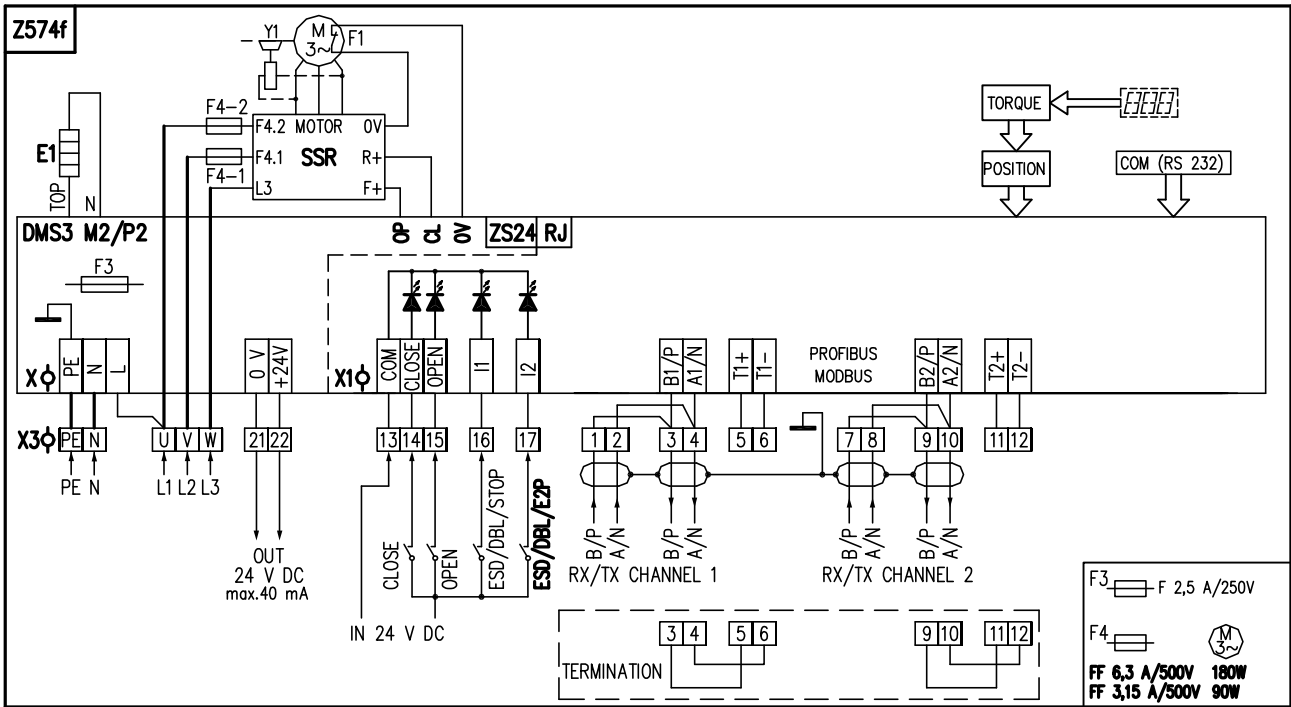 Z574f
Y1
M
3~
F1
F4-2
F4.2 MOTOR 0V
E1
F4.1 SSR R+
F4-1
L3 F+
TORQUE
POSITION
COM (RS 232)
TOP
N
DMS3 M2/P2
OP
CL
0V
ZS24 RJ
F3
X
PE
N
L
0 V
+24V
X1
COM
CLOSE
OPEN
I1
I2
B1/P
A1/N
T1+
T1-
PROFIBUS
MODBUS
B2/P
A2/N
T2+
T2-
X3
PE N U V W 21 22 13 14 15 16 17 1 2 3 4 5 6 7 8 9 10 11 12
PE N L1 L2 L3
OUT
24 V DC
max.40 mA
CLOSE
OPEN
ESD/DBL/STOP
ESD/DBL/E2P
IN 24 V DC
B/P
A/N
B/P
A/N
RX/TX CHANNEL 1
B/P
A/N
B/P
A/N
RX/TX CHANNEL 2
TERMINATION
3 4 5 6 9 10 11 12
F3 F 2,5 A/250V
F4
M
3~
FF 6,3 A/500V 180W
FF 3,15 A/500V 90W